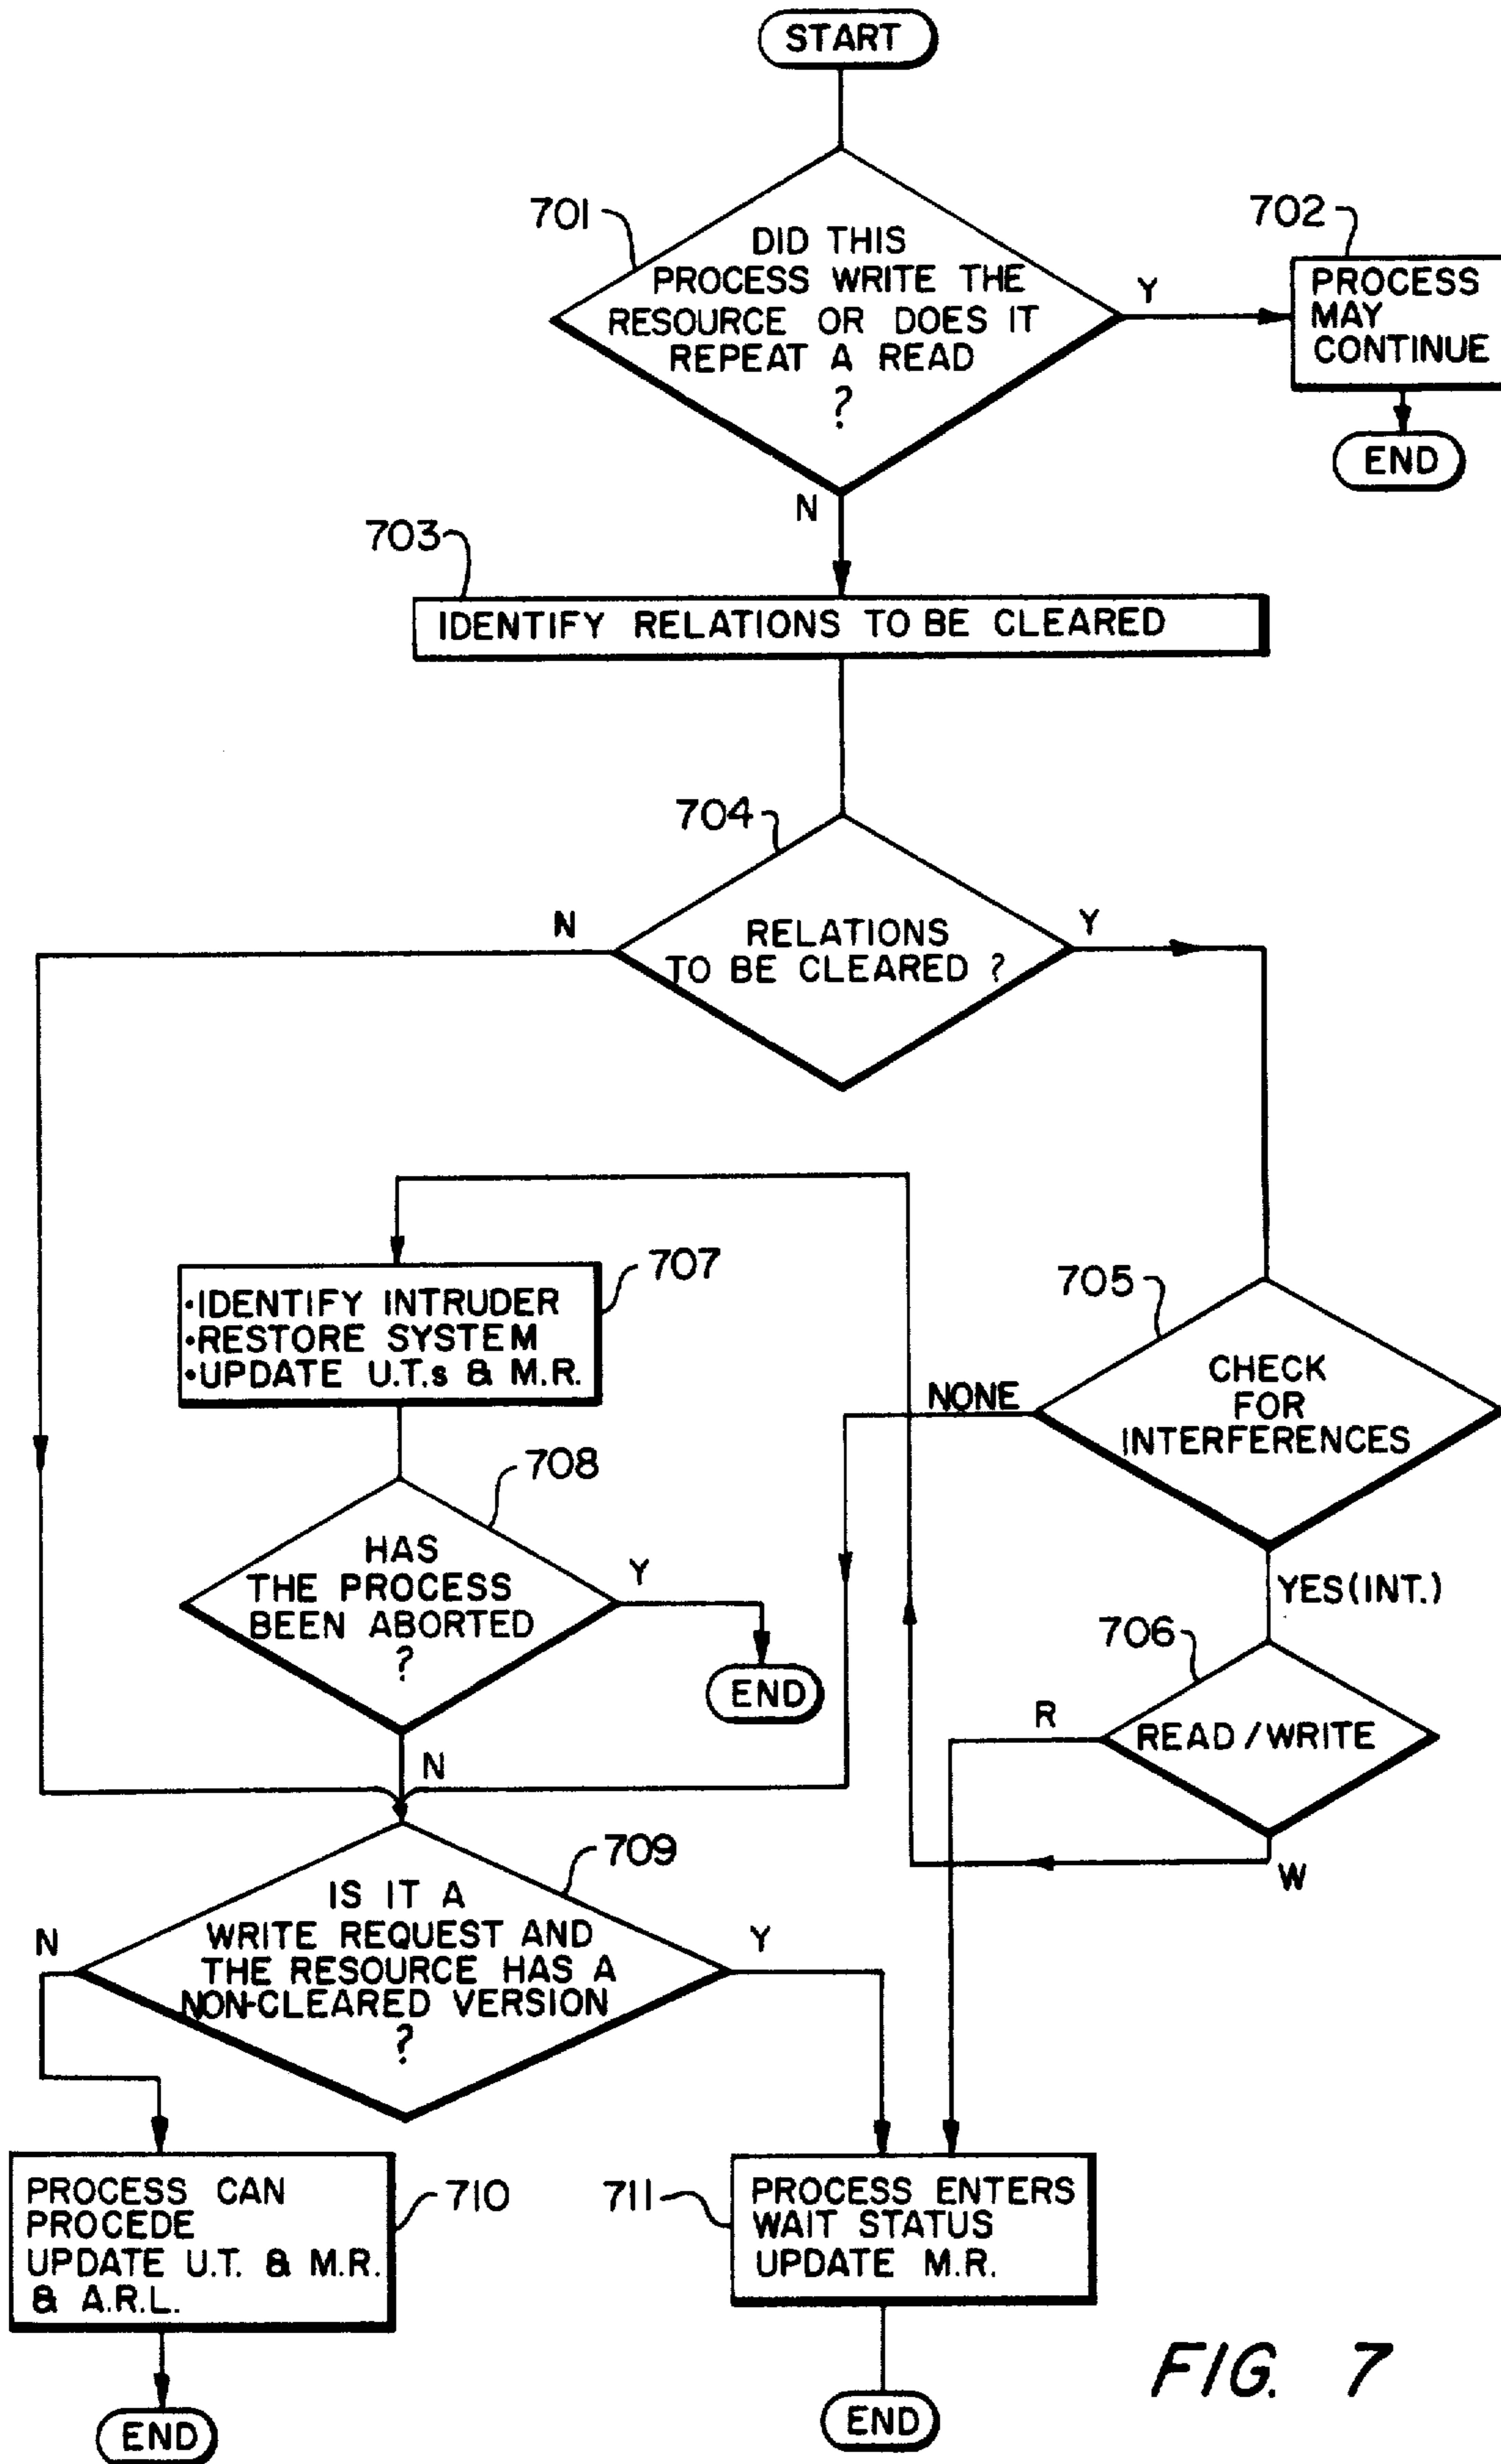 START
701
DID THIS
PROCESS WRITE THE
RESOURCE OR DOES IT
REPEAT A READ
?
Y
702
PROCESS
MAY
CONTINUE
END
N
703
IDENTIFY RELATIONS TO BE CLEARED
704
RELATIONS
TO BE CLEARED ?
N
Y
707
•IDENTIFY INTRUDER
•RESTORE SYSTEM
•UPDATE U.T.s & M.R.
705
CHECK
FOR
INTERFERENCES
NONE
YES(INT.)
708
HAS
THE PROCESS
BEEN ABORTED
?
Y
END
N
706
READ/WRITE
R
W
709
IS IT A
WRITE REQUEST AND
THE RESOURCE HAS A
NON-CLEARED VERSION
?
N
Y
PROCESS CAN
PROCEDE
UPDATE U.T. & M.R.
& A.R.L.
710
END
711
PROCESS ENTERS
WAIT STATUS
UPDATE M.R.
END
FIG. 7